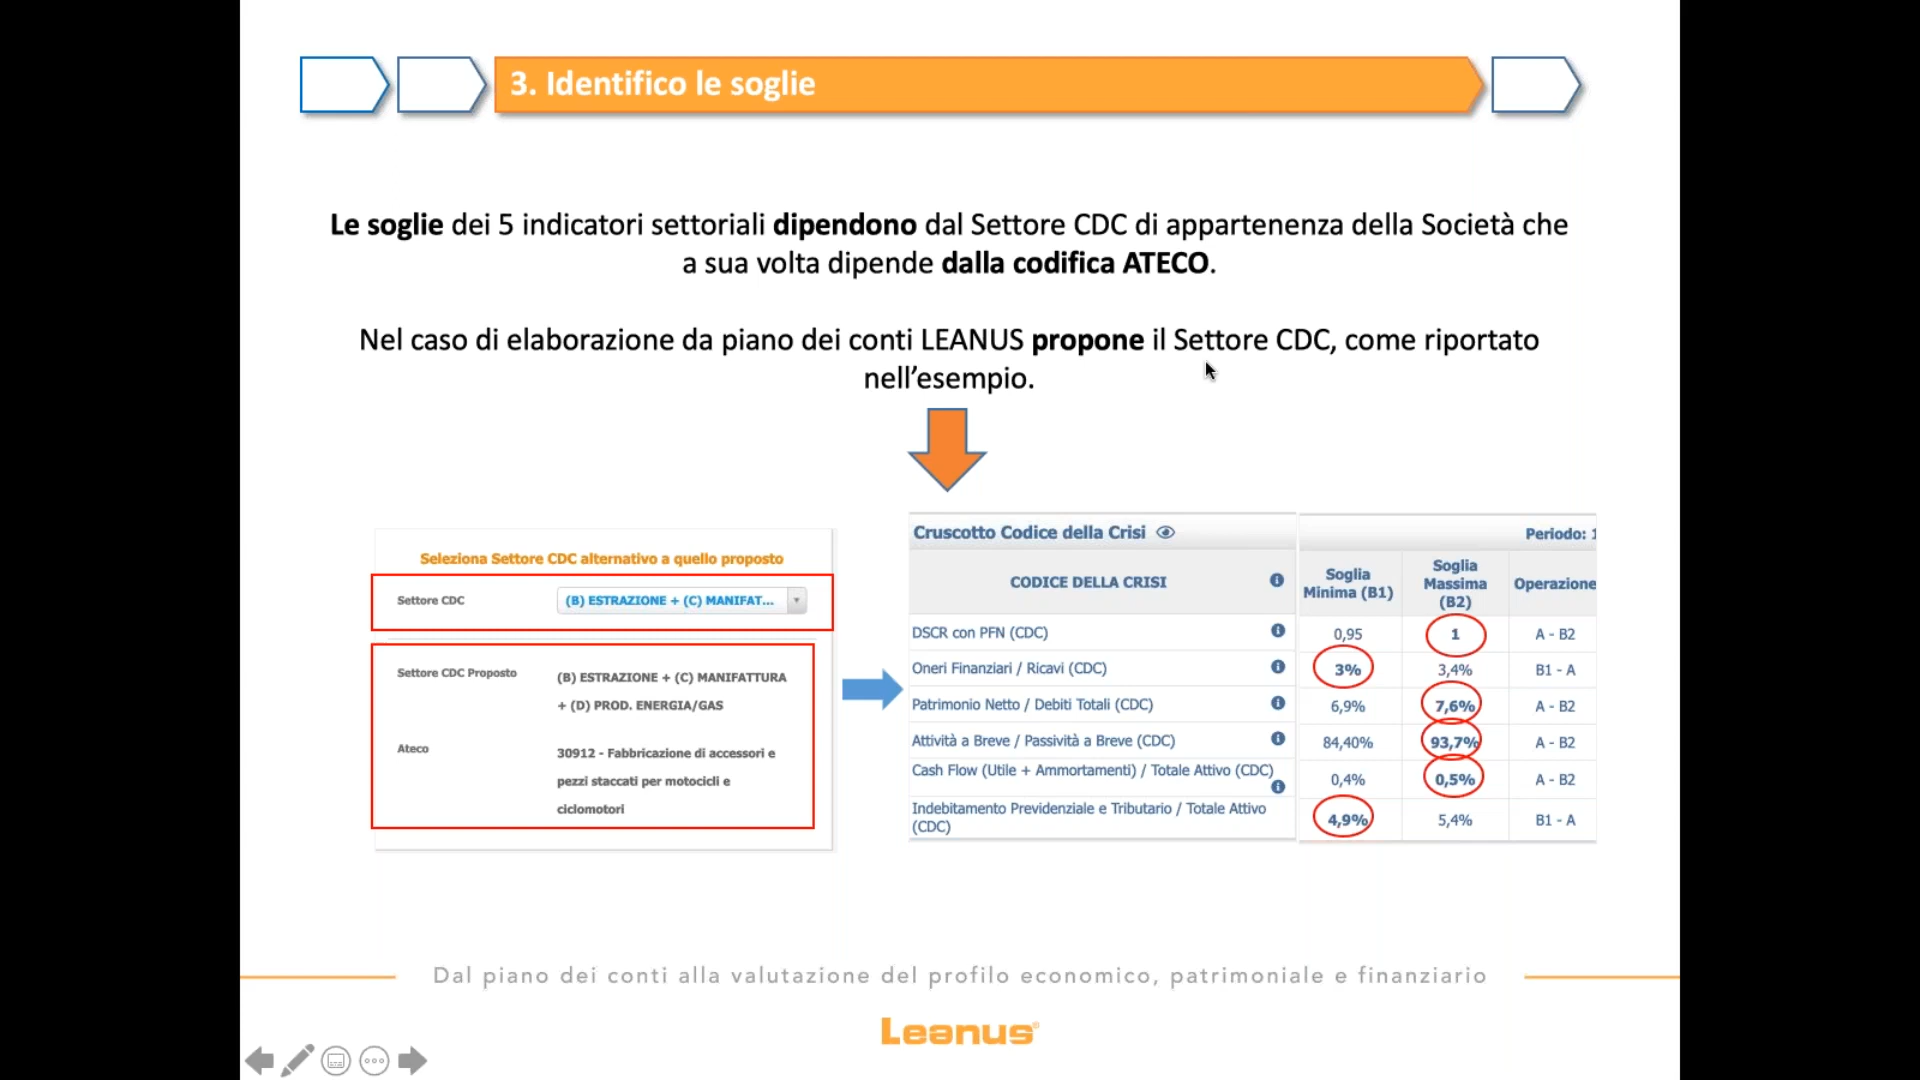 3. Identifico le soglie
Le soglie dei 5 indicatori settoriali dipendono dal Settore CDC di appartenenza della Società che
a sua volta dipende dalla codifica ATECO.
Nel caso di elaborazione da piano dei conti LEANUS propone il Settore CDC, come riportato
nell’esempio.
Seleziona Settore CDC alternativo a quello proposto
Settore CDC (B) ESTRAZIONE + (C) MANIFAT...
Settore CDC Proposto (B) ESTRAZIONE + (C) MANIFATTURA
+ (D) PROD. ENERGIA/GAS
Ateco 30912 - Fabbricazione di accessori e
pezzi staccati per motocicli e
ciclomotori
Cruscotto Codice della Crisi Periodo: 1
CODICE DELLA CRISI Soglia Minima (B1) Soglia Massima (B2) Operazione
DSCR con PFN (CDC) 0,95 1 A - B2
Oneri Finanziari / Ricavi (CDC) 3% 3,4% B1 - A
Patrimonio Netto / Debiti Totali (CDC) 6,9% 7,6% A - B2
Attività a Breve / Passività a Breve (CDC) 84,40% 93,7% A - B2
Cash Flow (Utile + Ammortamenti) / Totale Attivo (CDC) 0,4% 0,5% A - B2
Indebitamento Previdenziale e Tributario / Totale Attivo
(CDC) 4,9% 5,4% B1 - A
Dal piano dei conti alla valutazione del profilo economico, patrimoniale e finanziario
Leanus®